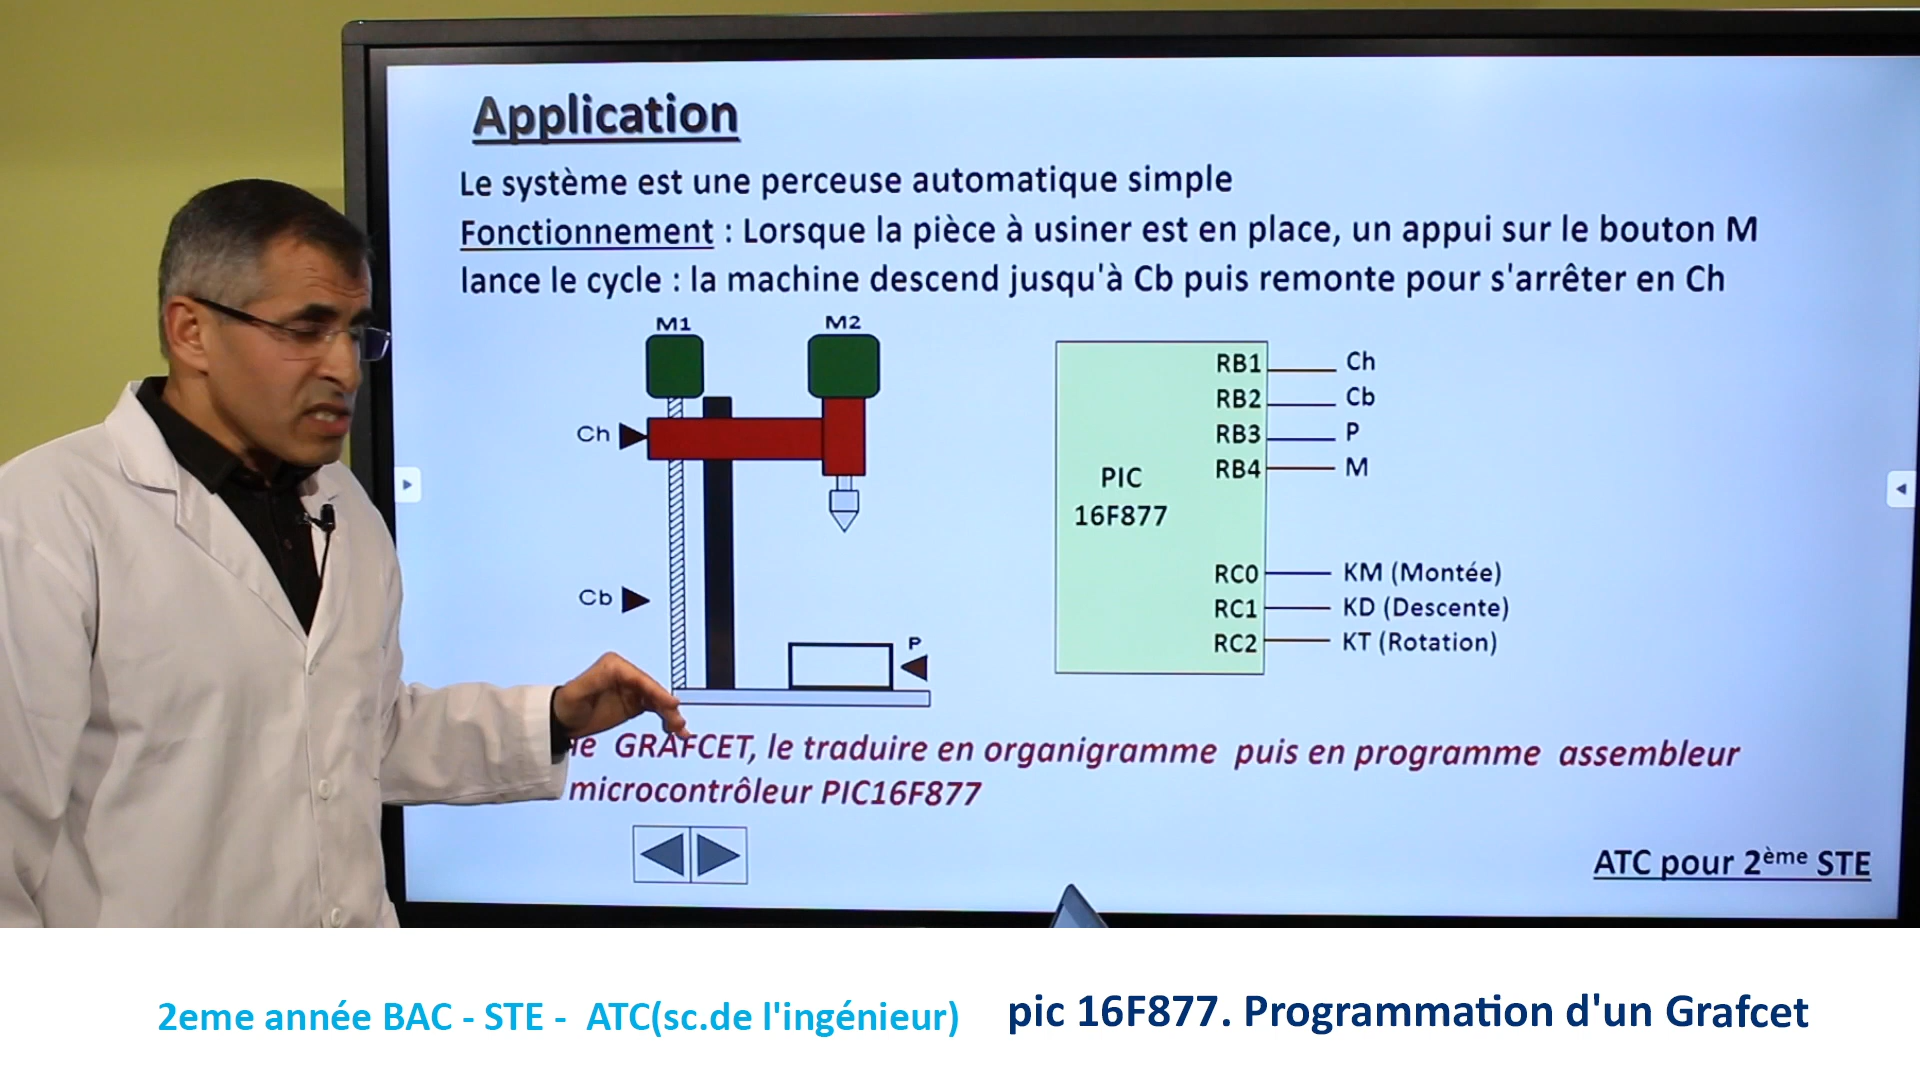 Application
Le système est une perceuse automatique simple
Fonctionnement : Lorsque la pièce à usiner est en place, un appui sur le bouton M
lance le cycle : la machine descend jusqu'à Cb puis remonte pour s'arrêter en Ch
M1 M2
Ch
Cb
P
RB1 Ch
RB2 Cb
RB3 P
RB4 M
PIC
16F877
RC0 KM (Montée)
RC1 KD (Descente)
RC2 KT (Rotation)
GRAFCET, le traduire en organigramme puis en programme assembleur
microcontrôleur PIC16F877
ATC pour 2ème STE
2eme année BAC - STE - ATC(sc.de l'ingénieur) pic 16F877. Programmation d'un Grafcet